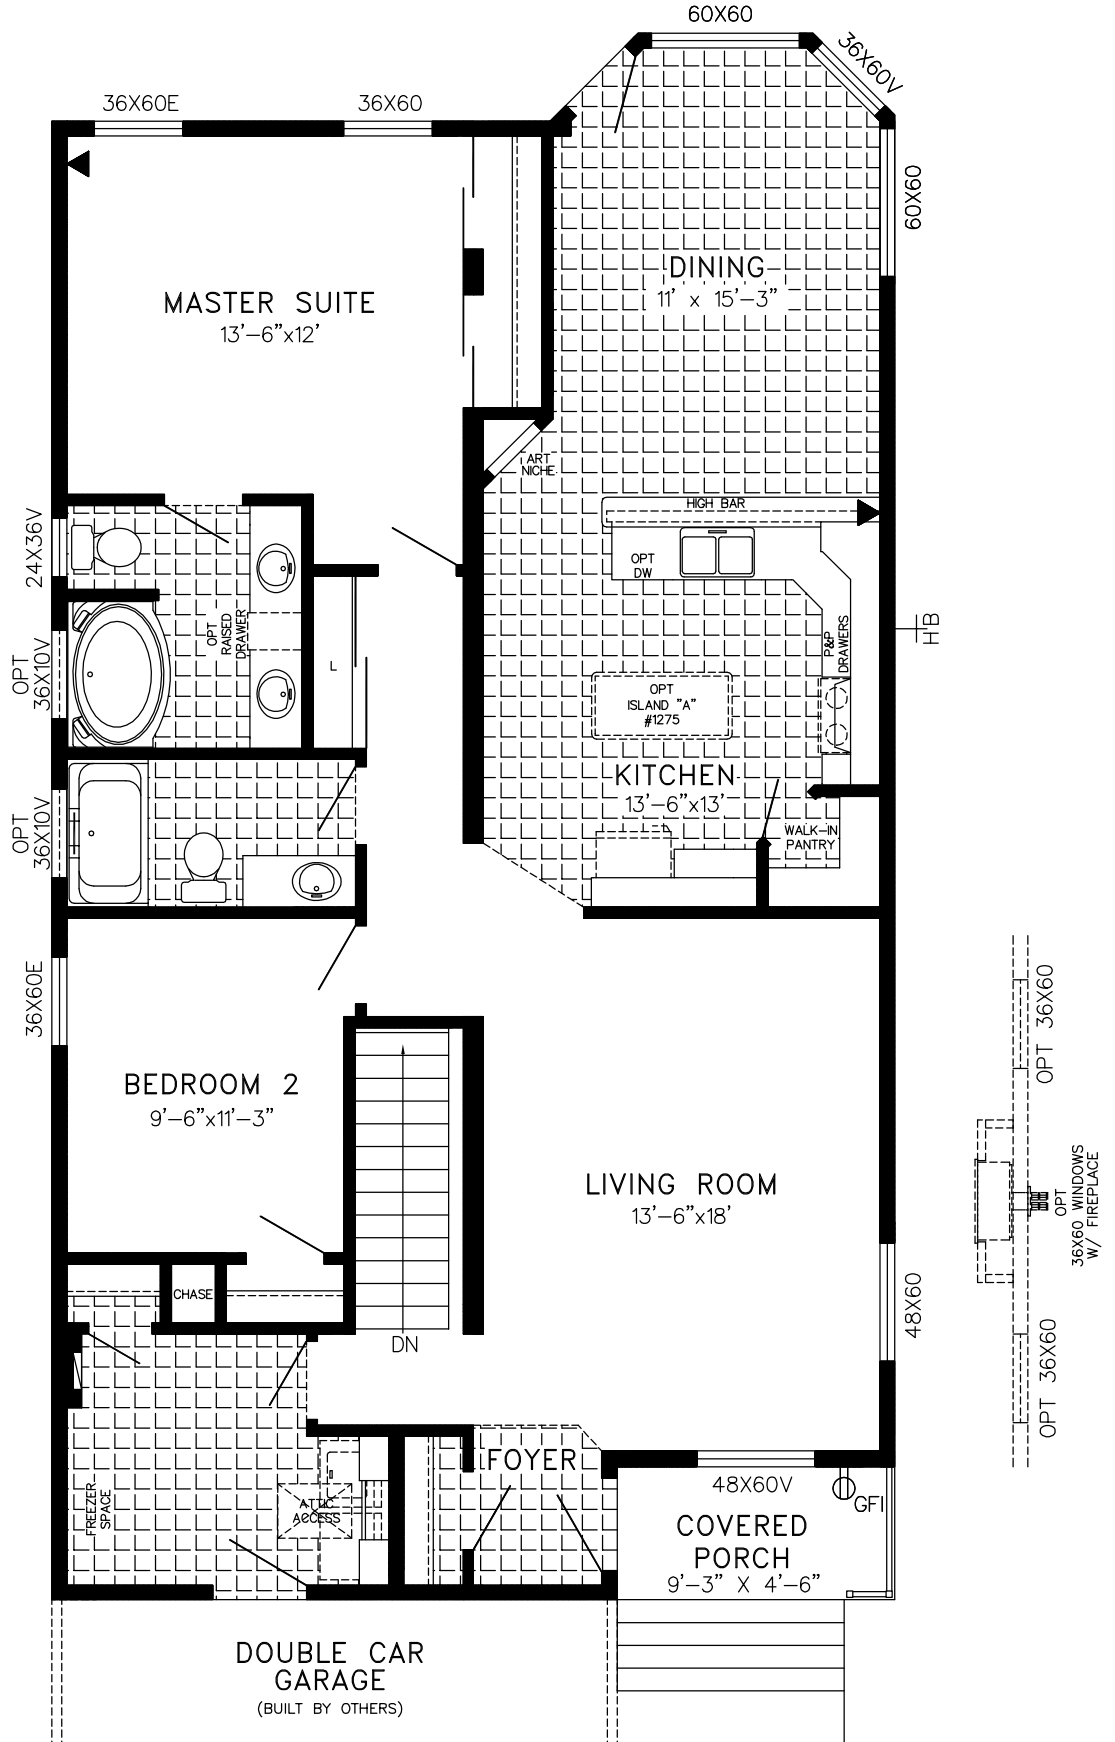 60X60
36X60V
36X60E
36X60
60X60
DINING
11' x 15'-3"
MASTER SUITE
13'-6"x12'
ART
NICHE
HIGH BAR
24X36V
OPT
DW
OPT
RAISED
DRAWER
P&P
DRAWERS
HB
OPT
36X10V
L
OPT
ISLAND "A"
#1275
KITCHEN
13'-6"x13'
OPT
36X10V
WALK-IN
PANTRY
36X60E
OPT 36X60
BEDROOM 2
9'-6"x11'-3"
LIVING ROOM
13'-6"x18'
OPT
36X60 WINDOWS
W/ FIREPLACE
CHASE
48X60
DN
OPT 36X60
FOYER
48X60V
GFI
FREEZER
SPACE
ATTIC
ACCESS
COVERED
PORCH
9'-3" X 4'-6"
DOUBLE CAR
GARAGE
(BUILT BY OTHERS)